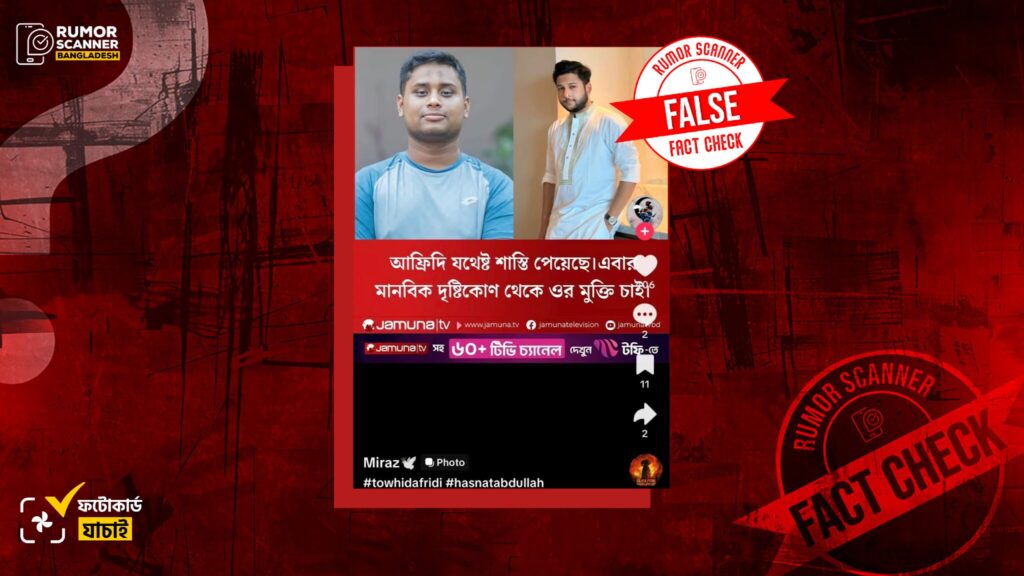 RUMOR
SCANNER
BANGLADESH
RUMOR SCANNER
FALSE
FACT CHECK
আফ্রিদি যথেষ্ট শাস্তি পেয়েছে।এবার
মানবিক দৃষ্টিকোণ থেকে ওর মুক্তি চাই।
Jamuna|tv www.jamuna.tv jamunatelevision
Jamuna|tv সহ ৬০+ টিভি চ্যানেল দেখুন টফি-তে
2
11
2
Miraz🕊 Photo
#towhidafridi #hasnatabdullah
ফটোকার্ড
যাচাই
RUMOR SCANNER
FACT CHECK